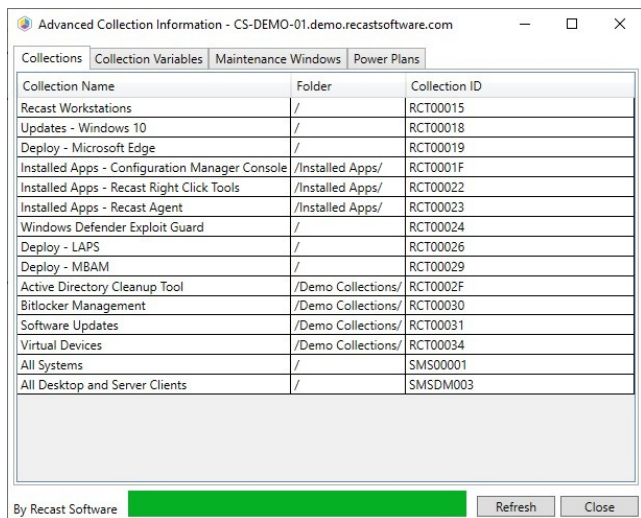 Advanced Collection Information - CS-DEMO-01.demo.recastsoftware.com
Collections Collection Variables Maintenance Windows Power Plans
Collection Name Folder Collection ID
Recast Workstations / RCT00015
Updates - Windows 10 / RCT00018
Deploy - Microsoft Edge / RCT00019
Installed Apps - Configuration Manager Console /Installed Apps/ RCT0001F
Installed Apps - Recast Right Click Tools /Installed Apps/ RCT00022
Installed Apps - Recast Agent /Installed Apps/ RCT00023
Windows Defender Exploit Guard / RCT00024
Deploy - LAPS / RCT00026
Deploy - MBAM / RCT00029
Active Directory Cleanup Tool /Demo Collections/ RCT0002F
Bitlocker Management /Demo Collections/ RCT00030
Software Updates /Demo Collections/ RCT00031
Virtual Devices /Demo Collections/ RCT00034
All Systems / SMS00001
All Desktop and Server Clients / SMSDM003
By Recast Software Refresh Close